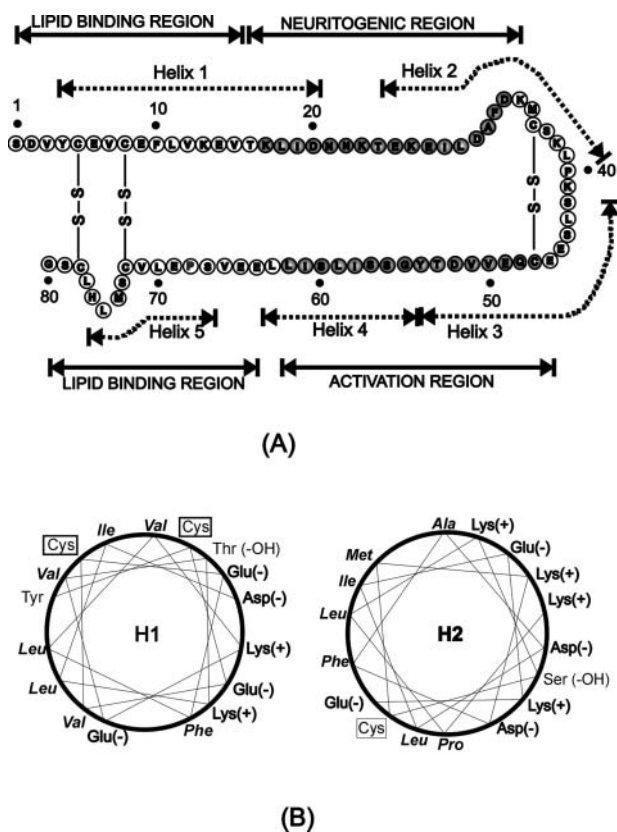 LIPID BINDING REGION NEURITOGENIC REGION
Helix 1 Helix 2
1 10 20
SDVYCEVCEFLVKEVTKLIDNNKTEKEILDAFDKMCSKLPKSLSEE
40
S-S S-S S-S
GSCLHLMSCVLEPSVEELLISLISSGYTDVVEQC
80 70 60 50
Helix 5 Helix 4 Helix 3
LIPID BINDING REGION ACTIVATION REGION
(A)
H1
Val
Cys
Thr (-OH)
Glu(-)
Asp(-)
Lys(+)
Glu(-)
Lys(+)
Phe
Glu(-)
Val
Leu
Leu
Tyr
Val
Cys
Ile
H2
Ala
Lys(+)
Glu(-)
Lys(+)
Lys(+)
Asp(-)
Ser (-OH)
Lys(+)
Asp(-)
Pro
Leu
Cys
Glu(-)
Phe
Leu
Ile
Met
(B)